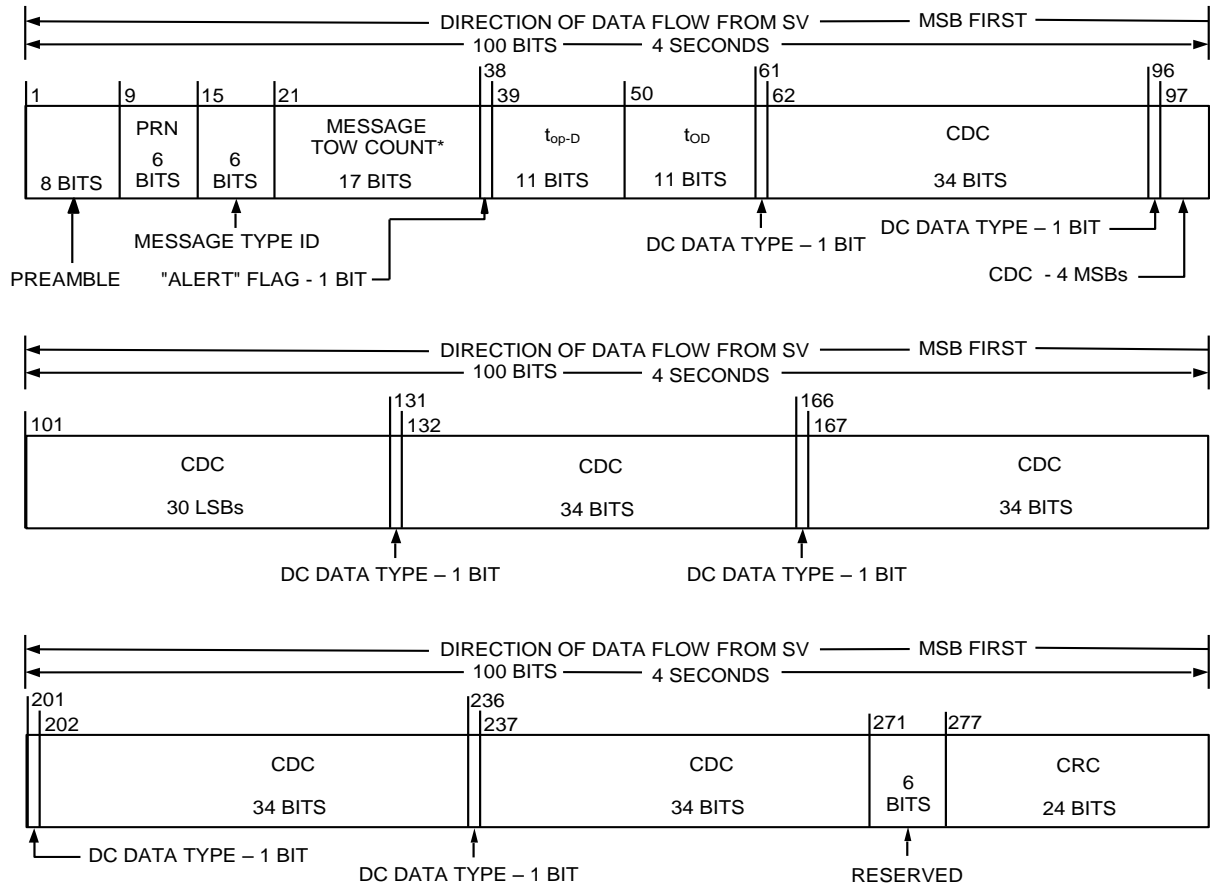 DIRECTION OF DATA FLOW FROM SV MSB FIRST
100 BITS 4 SECONDS
38 61 96
1 9 15 21 39 50 62 97
PRN MESSAGE t_op-D t_OD CDC
TOW COUNT*
6 6
8 BITS BITS BITS 17 BITS 11 BITS 11 BITS 34 BITS
MESSAGE TYPE ID DC DATA TYPE – 1 BIT DC DATA TYPE – 1 BIT
PREAMBLE "ALERT" FLAG - 1 BIT CDC - 4 MSBs
DIRECTION OF DATA FLOW FROM SV MSB FIRST
100 BITS 4 SECONDS
131 166
101 132 167
CDC CDC CDC
30 LSBs 34 BITS 34 BITS
DC DATA TYPE – 1 BIT DC DATA TYPE – 1 BIT
DIRECTION OF DATA FLOW FROM SV MSB FIRST
100 BITS 4 SECONDS
201 236
202 237 271 277
CDC CDC CRC
6
34 BITS 34 BITS BITS 24 BITS
DC DATA TYPE – 1 BIT DC DATA TYPE – 1 BIT RESERVED